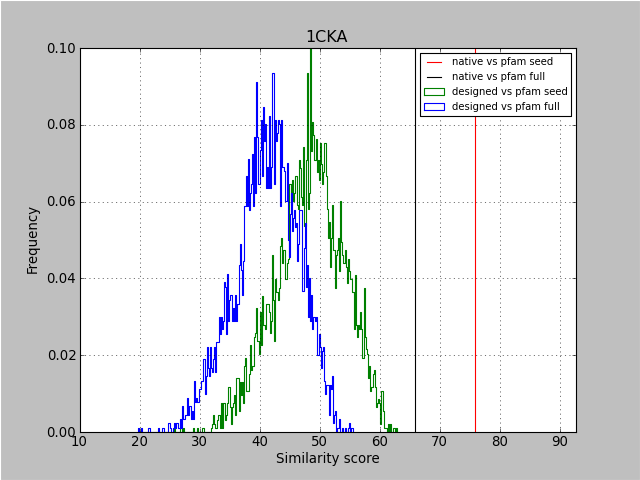 1CKA
native vs pfam seed
native vs pfam full
designed vs pfam seed
designed vs pfam full
Frequency
0.10
0.08
0.06
0.04
0.02
0.00
10 20 30 40 50 60 70 80 90
Similarity score